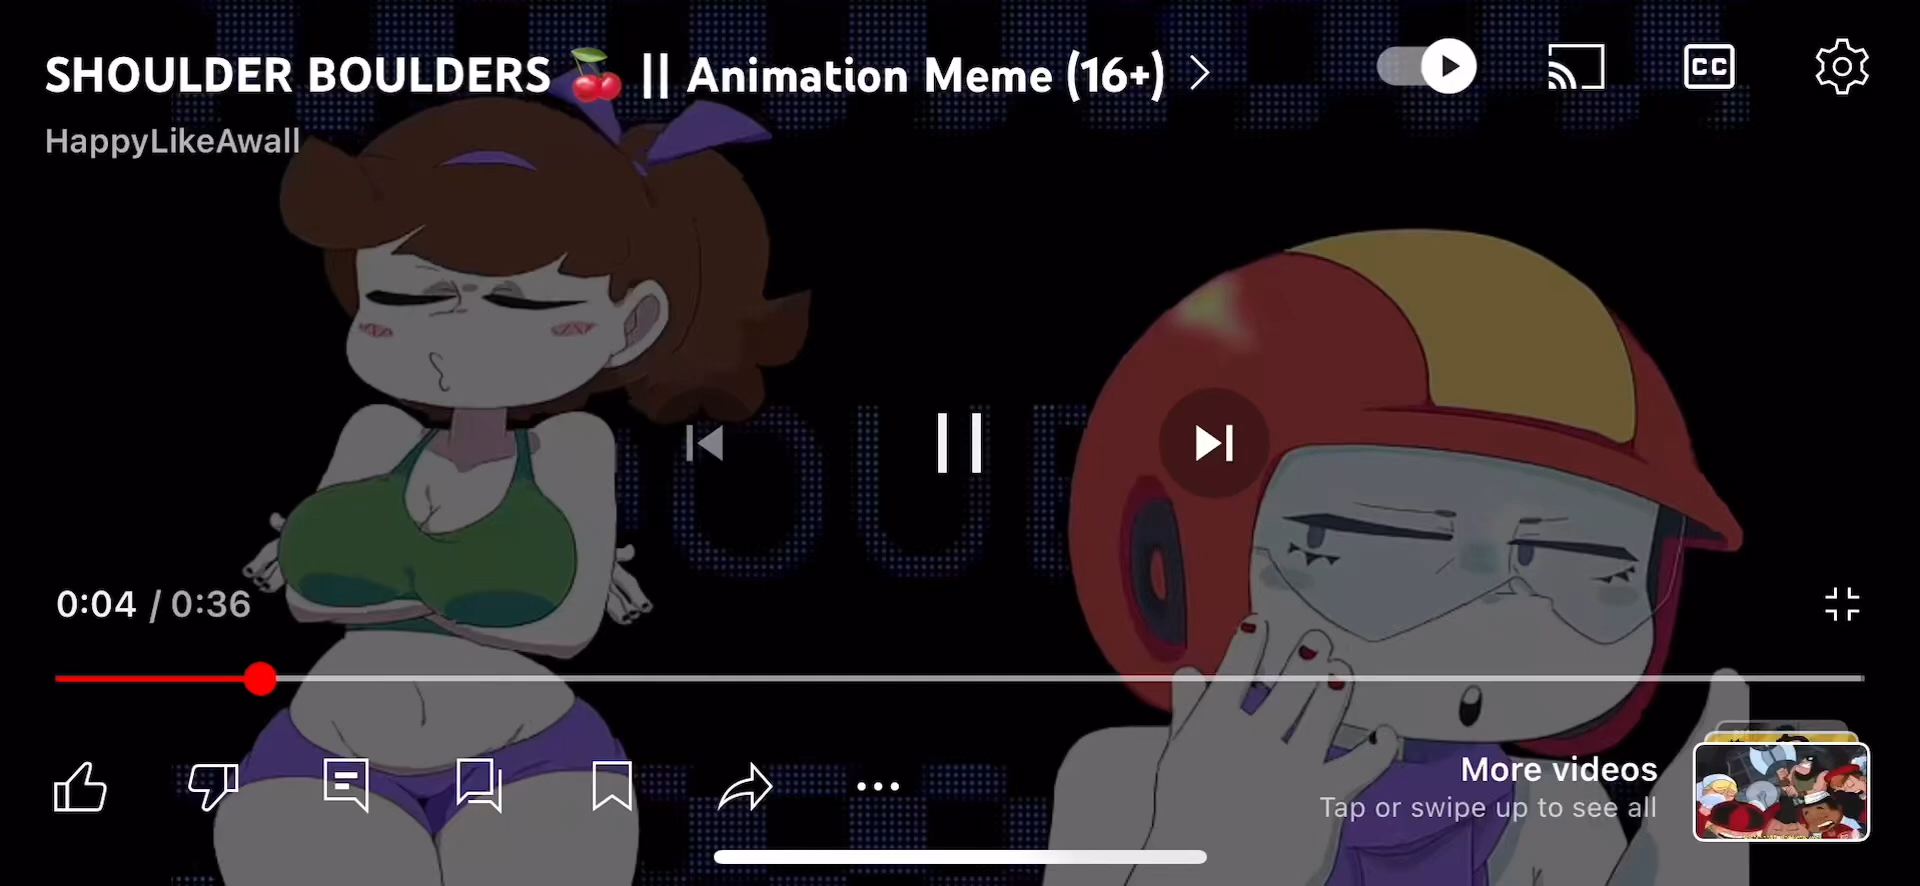 SHOULDER BOULDERS 🍒 || Animation Meme (16+)
HappyLikeAwall
CC
0:04 / 0:36
More videos
Tap or swipe up to see all